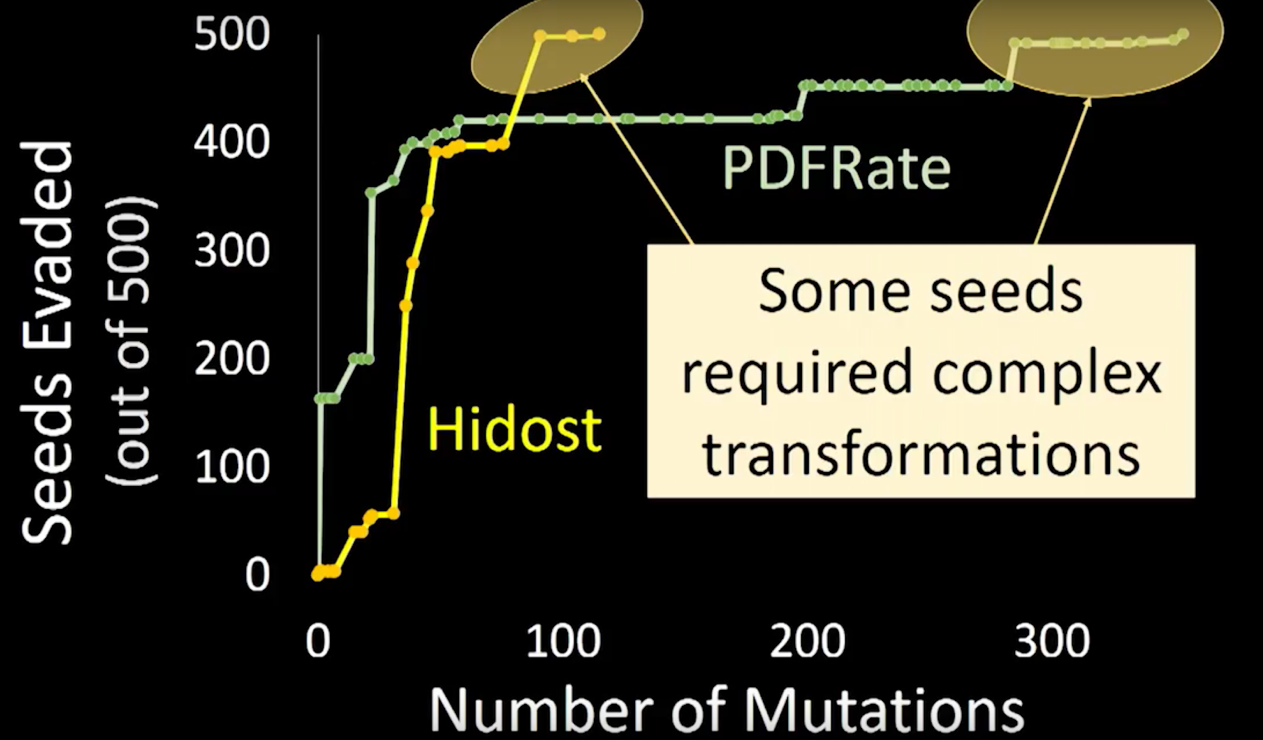 Seeds Evaded
(out of 500)
500
400
300
200
100
0
PDFRate
Hidost
Some seeds
required complex
transformations
0 100 200 300
Number of Mutations